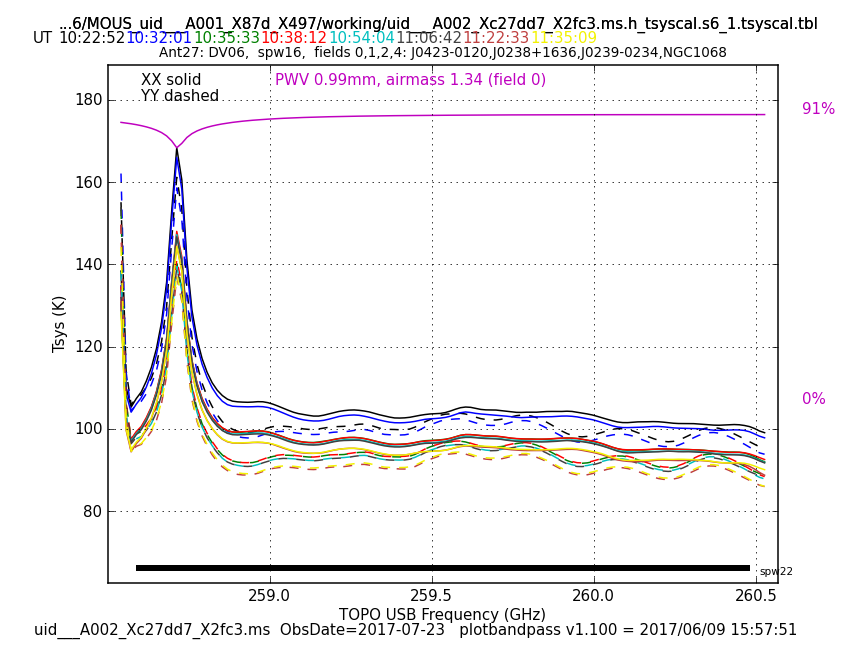 ...6/MOUS_uid___A001_X87d_X497/working/uid___A002_Xc27dd7_X2fc3.ms.h_tsyscal.s6_1.tsyscal.tbl
UT 10:22:52 10:32:01 10:35:33 10:38:12 10:54:04 11:06:42 11:22:33 11:35:09
Ant27: DV06, spw16, fields 0,1,2,4: J0423-0120,J0238+1636,J0239-0234,NGC1068
XX solid PWV 0.99mm, airmass 1.34 (field 0)
YY dashed
180
91%
160
140
120
Tsys (K)
0%
100
80
spw22
259.0 259.5 260.0 260.5
TOPO USB Frequency (GHz)
uid___A002_Xc27dd7_X2fc3.ms ObsDate=2017-07-23 plotbandpass v1.100 = 2017/06/09 15:57:51